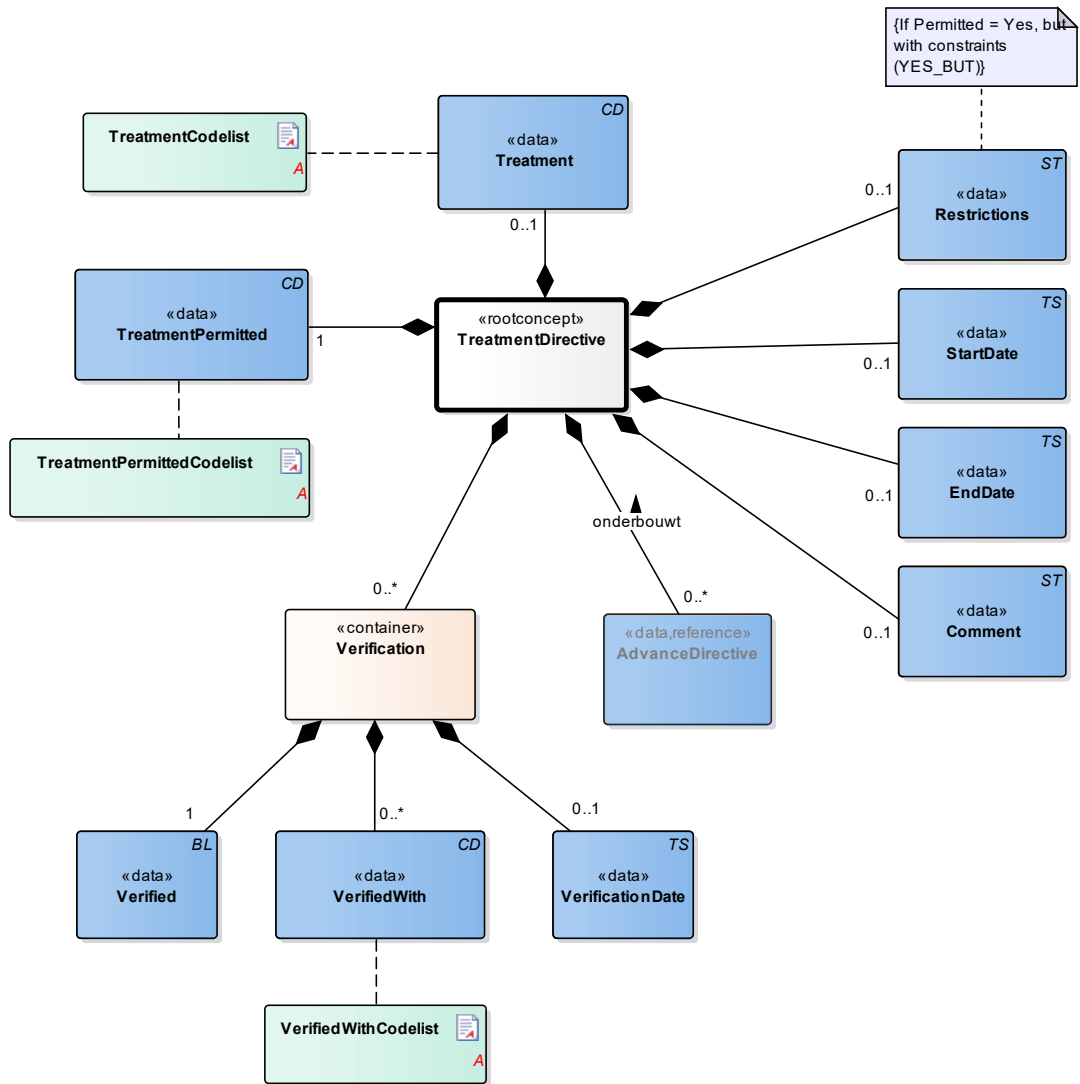 {If Permitted = Yes, but
with constraints
(YES_BUT)}
CD
«data»
Treatment
TreatmentCodelist
A
0..1
ST
«data»
Restrictions
0..1
CD
«data»
TreatmentPermitted
1
«rootconcept»
TreatmentDirective
TS
«data»
StartDate
0..1
TreatmentPermittedCodelist
A
TS
«data»
EndDate
0..1
onderbouwt
ST
«data»
Comment
0..1
0..*
«container»
Verification
0..*
«data,reference»
AdvanceDirective
1
0..*
0..1
BL
«data»
Verified
CD
«data»
VerifiedWith
TS
«data»
VerificationDate
VerifiedWithCodelist
A